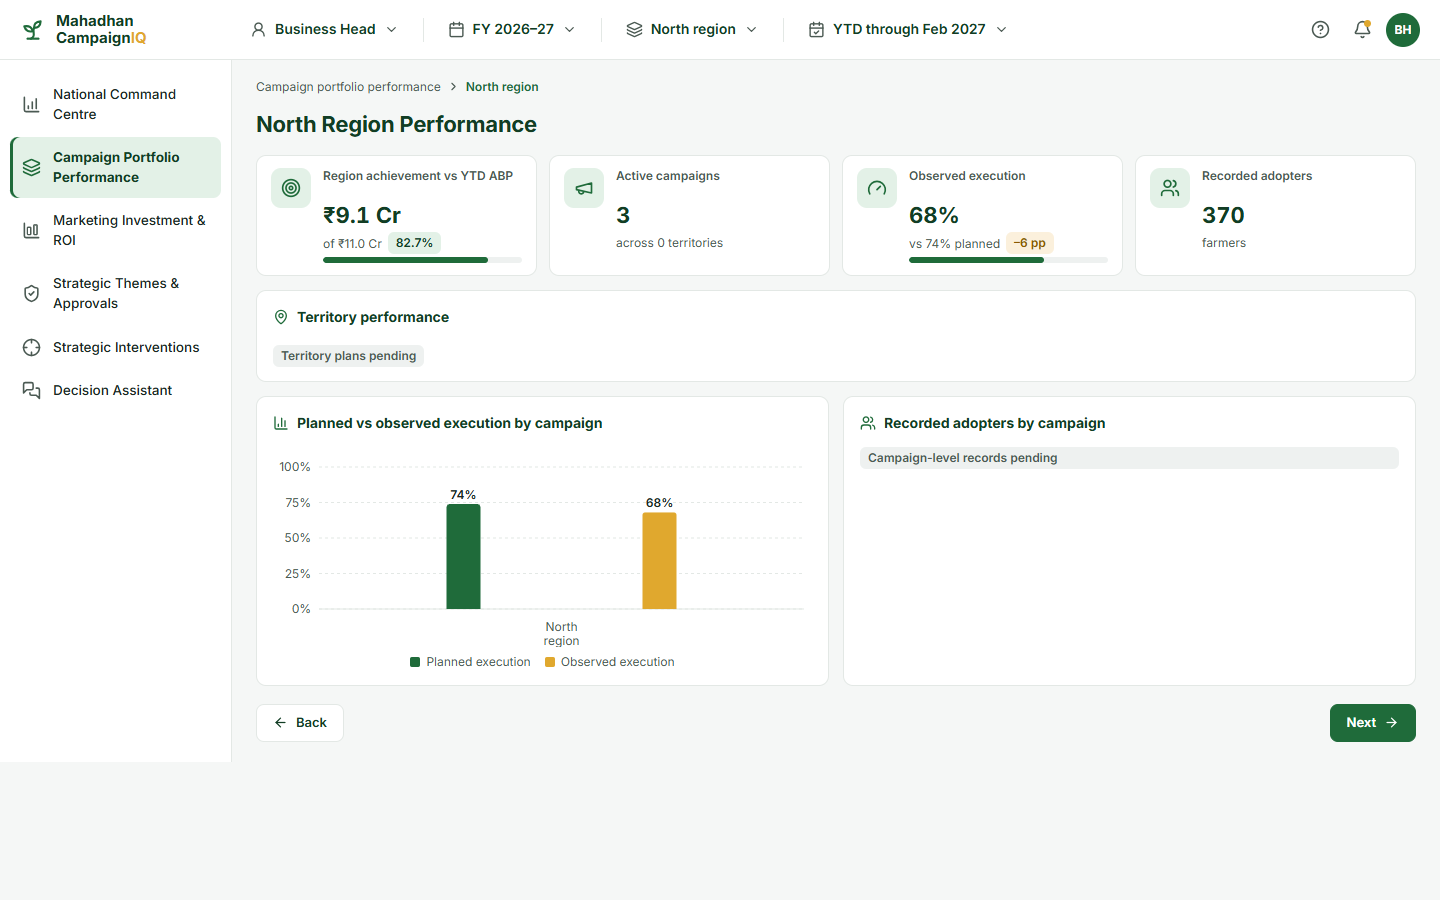 Mahadhan
CampaignIQ
Business Head
FY 2026–27
North region
YTD through Feb 2027
BH
National Command
Centre
Campaign Portfolio
Performance
Marketing Investment &
ROI
Strategic Themes &
Approvals
Strategic Interventions
Decision Assistant
Campaign portfolio performance > North region
North Region Performance
Region achievement vs YTD ABP
₹9.1 Cr
of ₹11.0 Cr 82.7%
Active campaigns
3
across 0 territories
Observed execution
68%
vs 74% planned −6 pp
Recorded adopters
370
farmers
Territory performance
Territory plans pending
Planned vs observed execution by campaign
100%
75%
50%
25%
0%
74%
68%
North
region
Planned execution
Observed execution
Recorded adopters by campaign
Campaign-level records pending
Back
Next